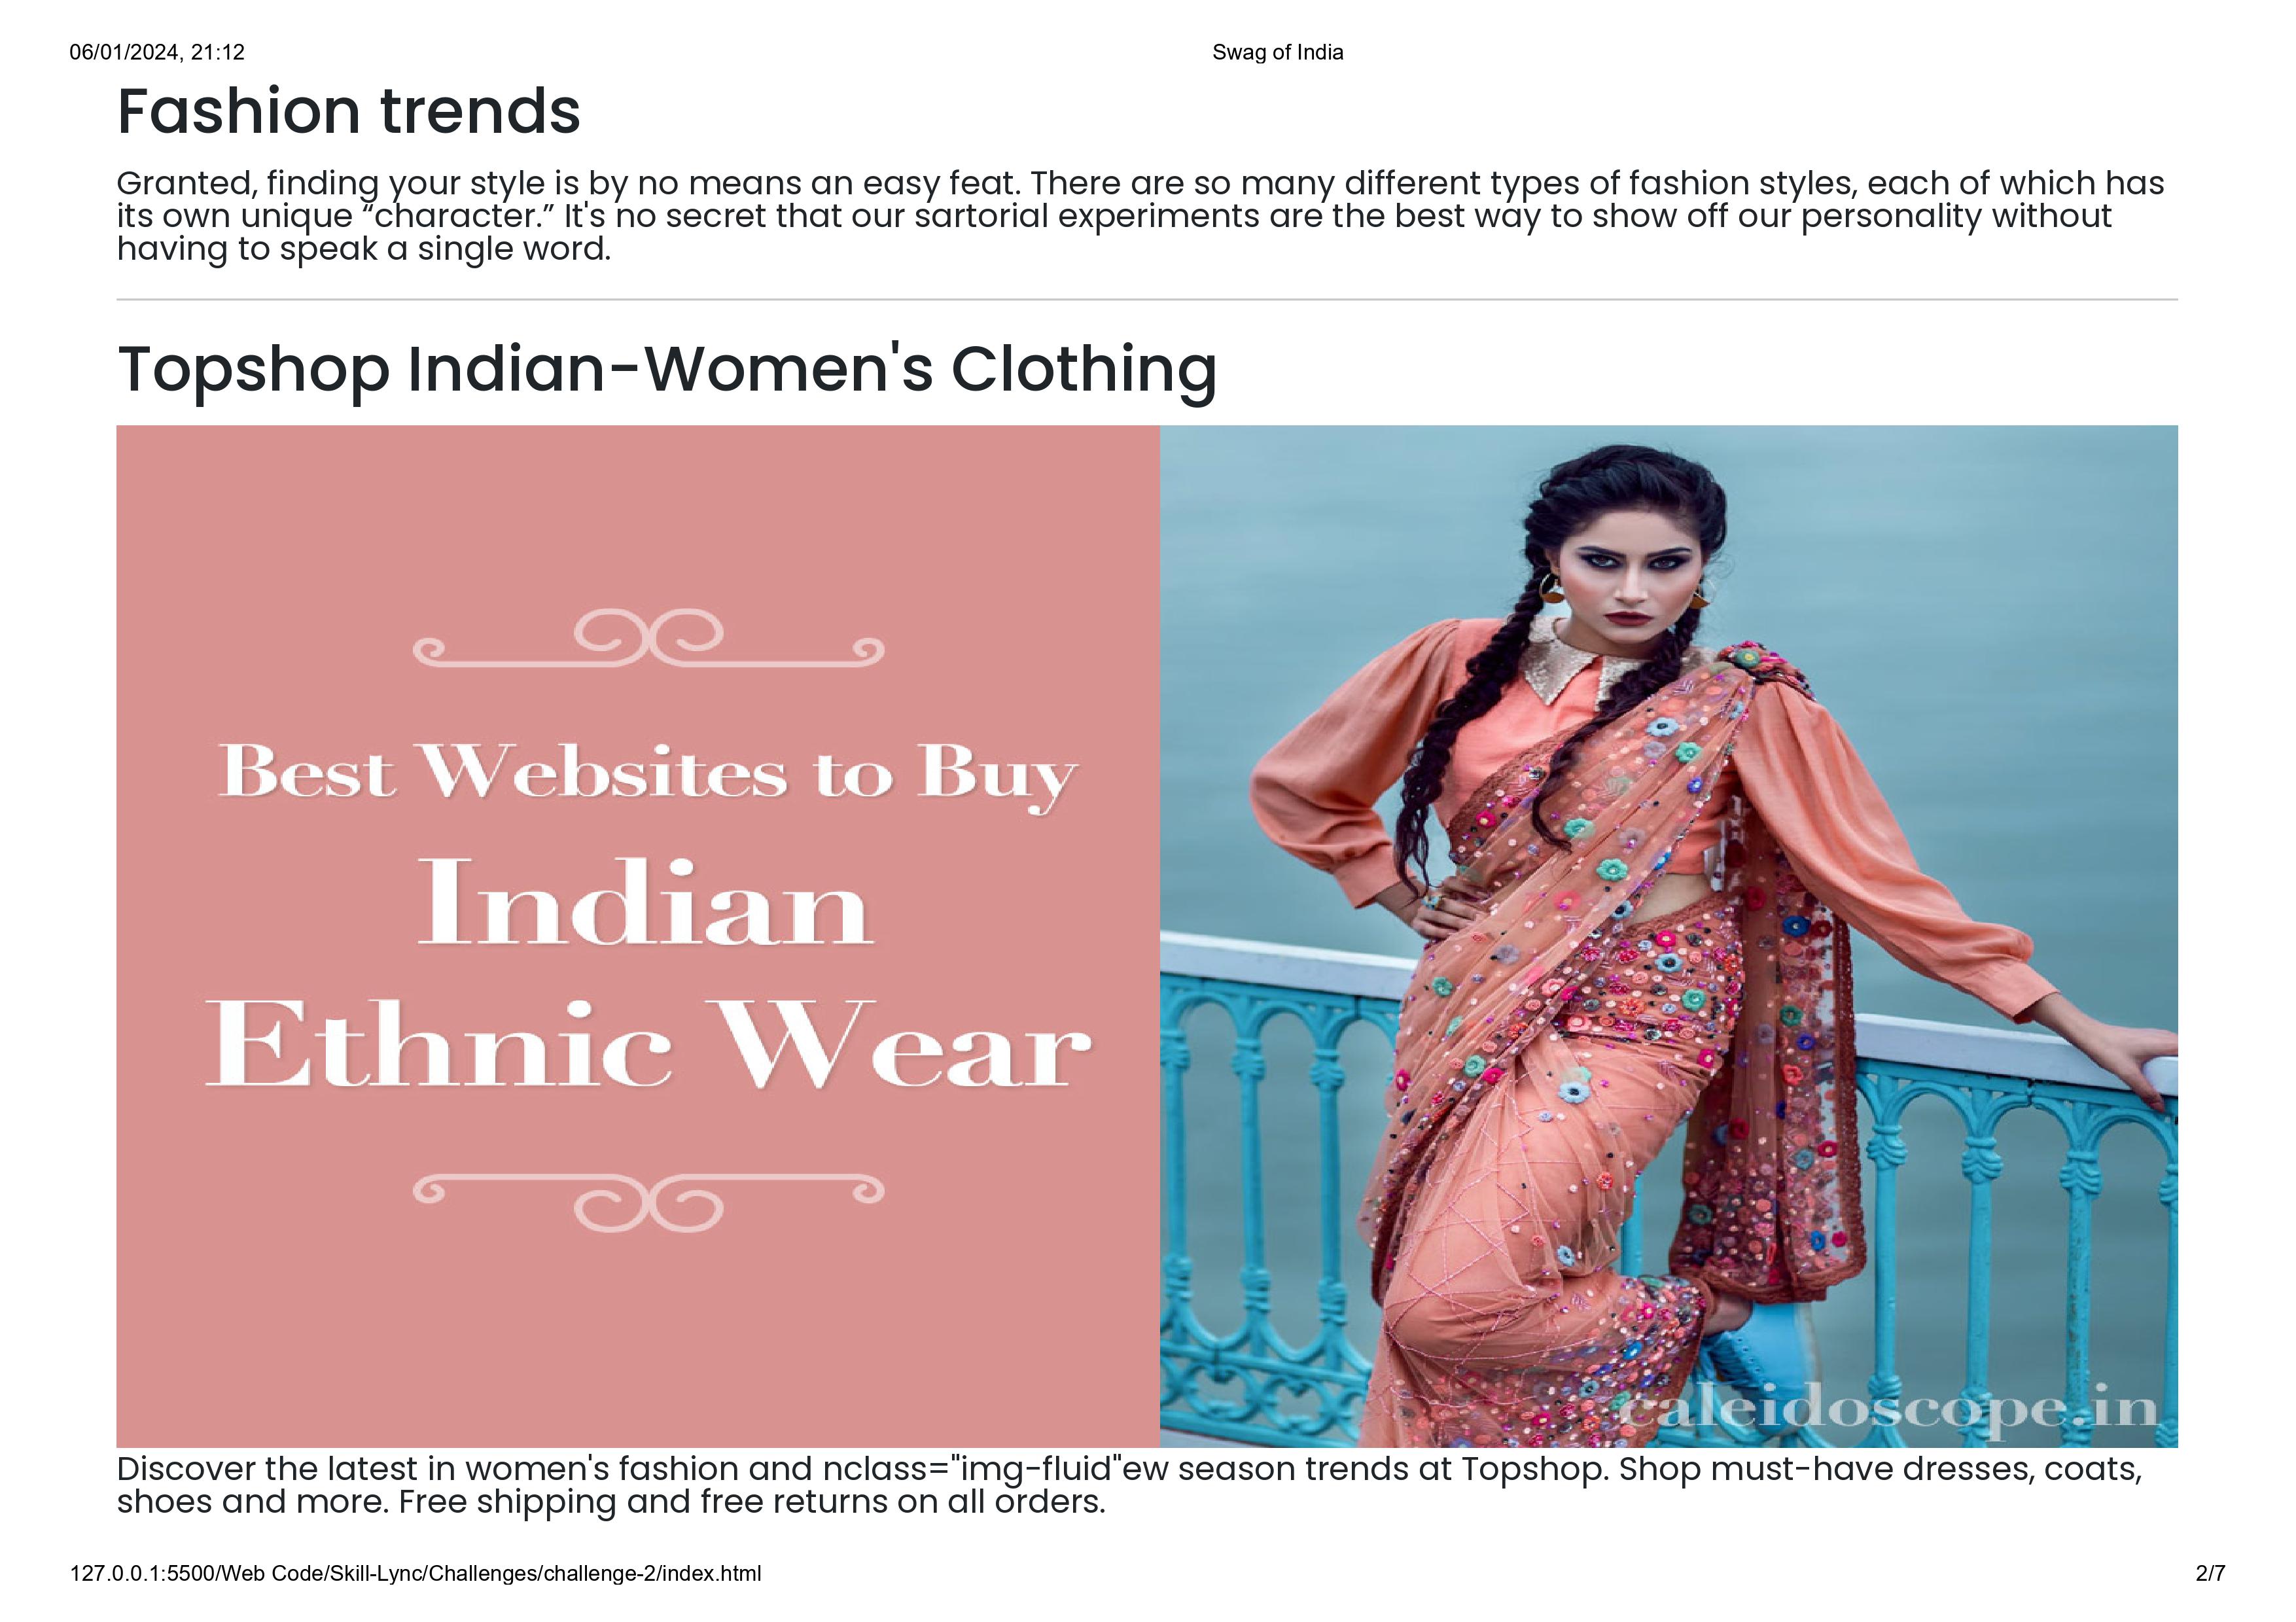 06/01/2024, 21:12
Swag of India
Fashion trends
Granted, finding your style is by no means an easy feat. There are so many different types of fashion styles, each of which has
its own unique “character.” It's no secret that our sartorial experiments are the best way to show off our personality without
having to speak a single word.
Topshop Indian-Women's Clothing
Best Websites to Buy
Indian
Ethnic Wear
caleidoscope.in
Discover the latest in women's fashion and nclass="img-fluid"ew season trends at Topshop. Shop must-have dresses, coats,
shoes and more. Free shipping and free returns on all orders.
127.0.0.1:5500/Web Code/Skill-Lync/Challenges/challenge-2/index.html
2/7